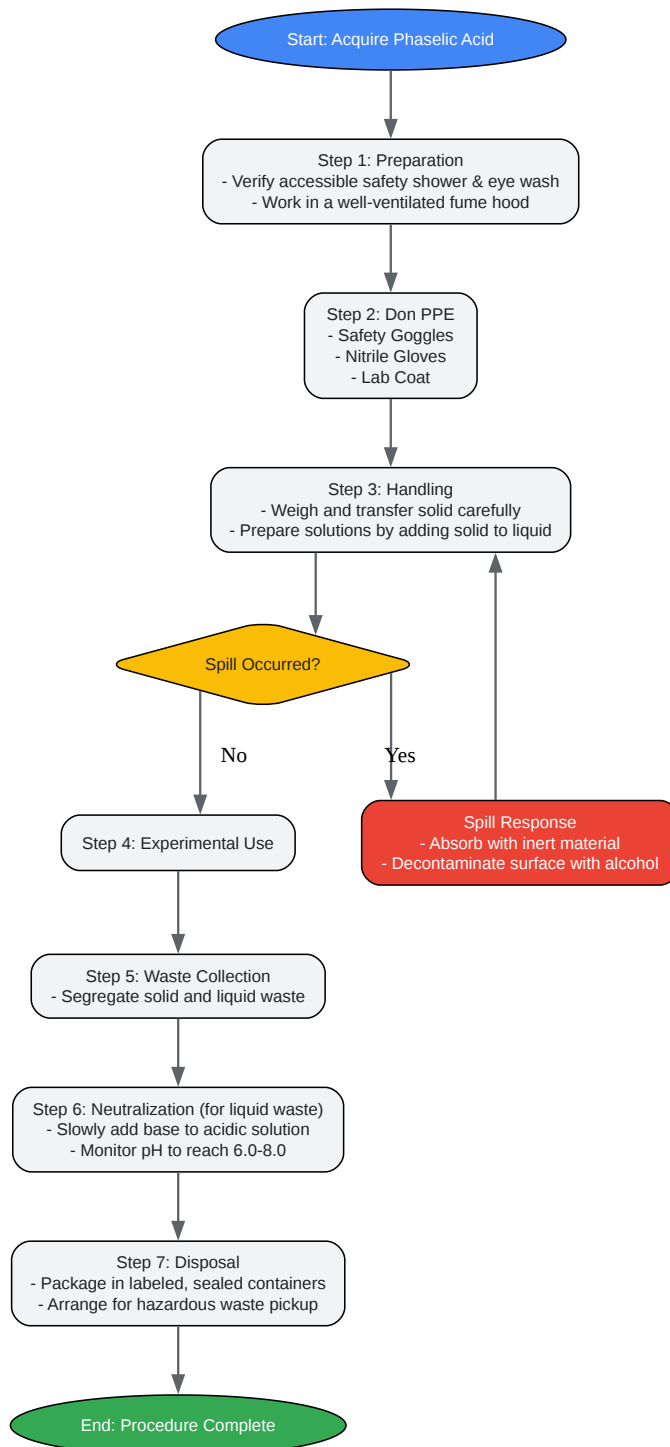 Start: Acquire Phaselic Acid
Step 1: Preparation
- Verify accessible safety shower & eye wash
- Work in a well-ventilated fume hood
Step 2: Don PPE
- Safety Goggles
- Nitrile Gloves
- Lab Coat
Step 3: Handling
- Weigh and transfer solid carefully
- Prepare solutions by adding solid to liquid
Spill Occurred?
No
Yes
Step 4: Experimental Use
Spill Response
- Absorb with inert material
- Decontaminate surface with alcohol
Step 5: Waste Collection
- Segregate solid and liquid waste
Step 6: Neutralization (for liquid waste)
- Slowly add base to acidic solution
- Monitor pH to reach 6.0-8.0
Step 7: Disposal
- Package in labeled, sealed containers
- Arrange for hazardous waste pickup
End: Procedure Complete